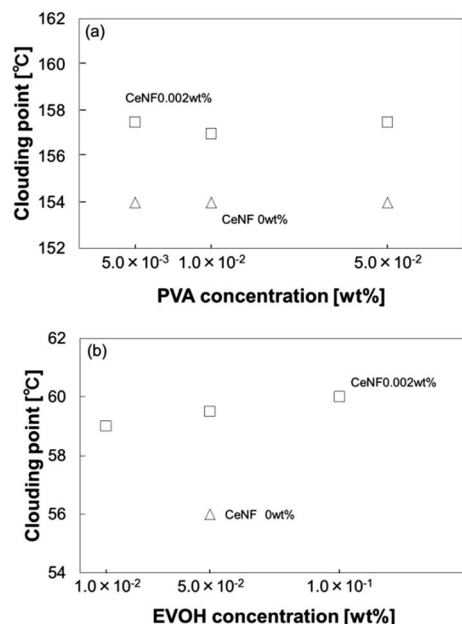 (a)
Clouding point [℃]
162
160
158
156
154
152
CeNF0.002wt%
CeNF 0wt%
5.0 × 10⁻³ 1.0 × 10⁻² 5.0 × 10⁻²
PVA concentration [wt%]
(b)
Clouding point [℃]
62
60
58
56
54
CeNF0.002wt%
CeNF 0wt%
1.0 × 10⁻² 5.0 × 10⁻² 1.0 × 10⁻¹
EVOH concentration [wt%]